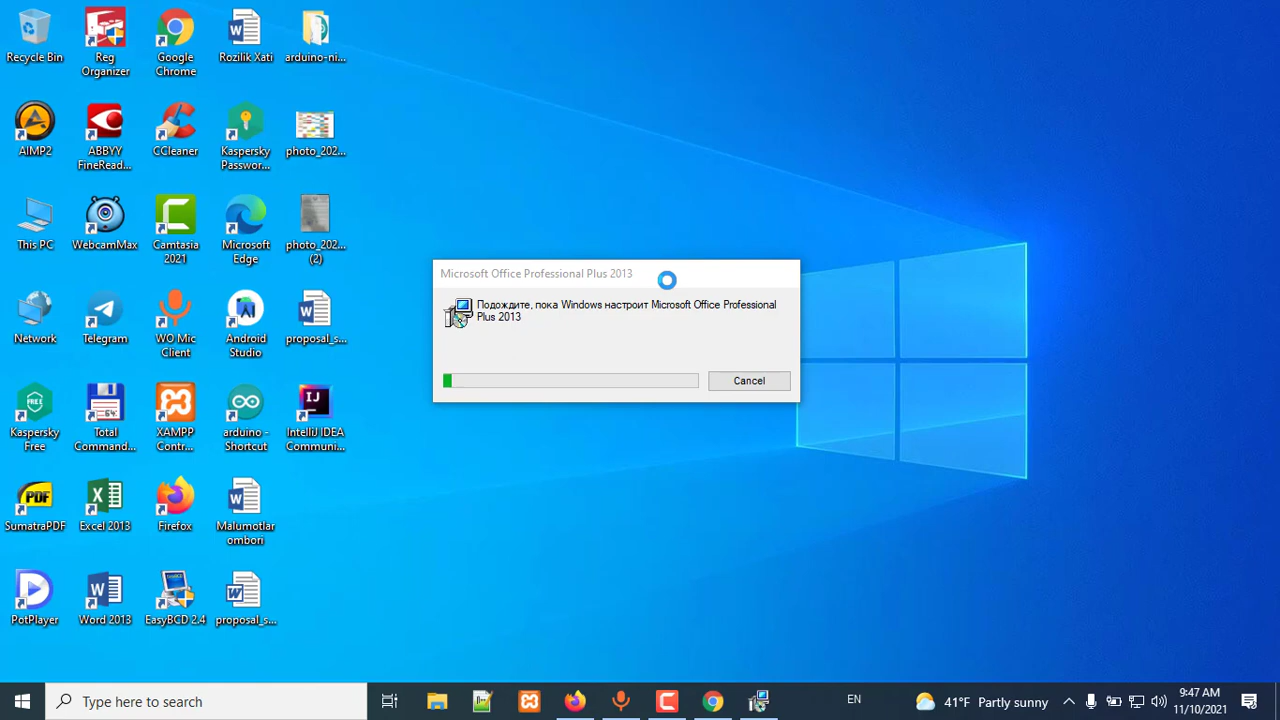 Recycle Bin
Reg
Organizer
Google
Chrome
Rozilik Xati
arduino-ni...
AIMP2
ABBYY
FineRead...
CCleaner
Kaspersky
Passwor...
photo_202...
This PC
WebcamMax
Camtasia
2021
Microsoft
Edge
photo_202...
(2)
Network
Telegram
WO Mic
Client
Android
Studio
proposal_s...
FREE
Kaspersky
Free
64
Total
Command...
XAMPP
Contr...
arduino -
Shortcut
IJ
IntelliJ IDEA
Communi...
PDF
SumatraPDF
Excel 2013
Firefox
Malumotlar
ombori
PotPlayer
Word 2013
EasyBCD 2.4
proposal_s...
Microsoft Office Professional Plus 2013
Подождите, пока Windows настроит Microsoft Office Professional
Plus 2013
Cancel
Type here to search
EN
41°F Partly sunny
9:47 AM
11/10/2021